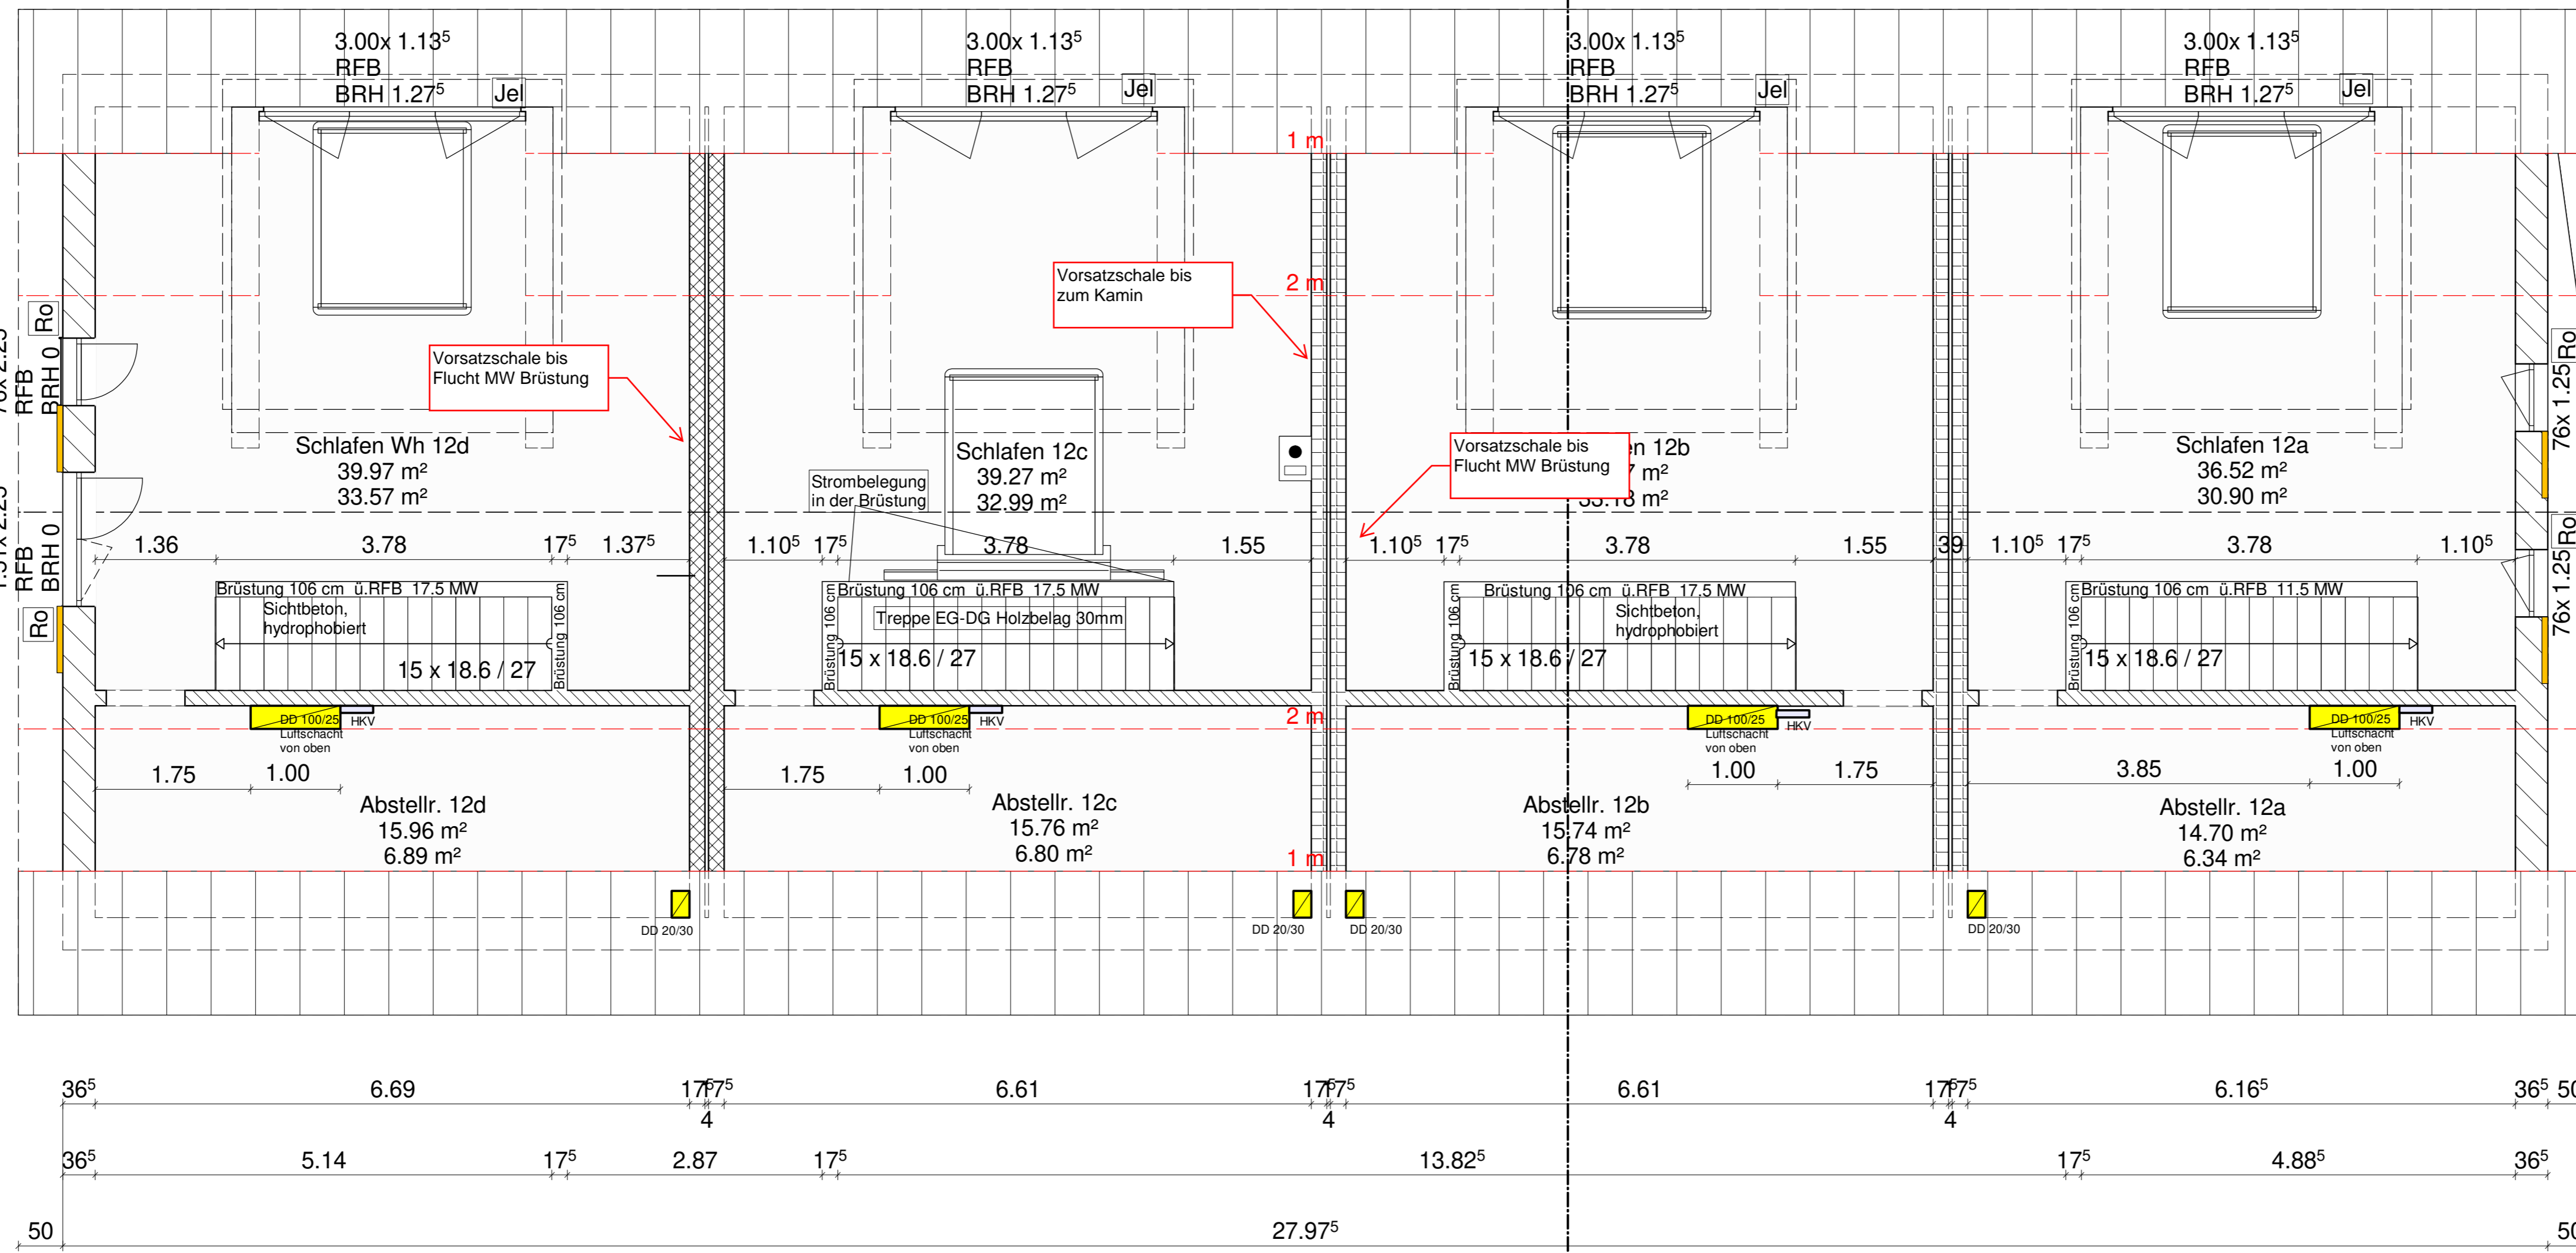 3.00x 1.13⁵
RFB
BRH 1.27⁵
Jel
3.00x 1.13⁵
RFB
BRH 1.27⁵
Jel
3.00x 1.13⁵
RFB
BRH 1.27⁵
Jel
3.00x 1.13⁵
RFB
BRH 1.27⁵
Jel
1 m
2 m
Vorsatzschale bis
zum Kamin
Vorsatzschale bis
Flucht MW Brüstung
Vorsatzschale bis
Flucht MW Brüstung
Ro
RFB
BRH 0
RFB
BRH 0
Ro
Ro
76x 1.25
Ro
76x 1.25
Schlafen Wh 12d
39.97 m²
33.57 m²
Strombelegung
in der Brüstung
Schlafen 12c
39.27 m²
32.99 m²
en 12b
m²
m²
Schlafen 12a
36.52 m²
30.90 m²
1.36
3.78
17⁵
1.37⁵
1.10⁵
17⁵
3.78
1.55
1.10⁵
17⁵
3.78
1.55
39
1.10⁵
17⁵
3.78
1.10⁵
Brüstung 106 cm ü.RFB 17.5 MW
Sichtbeton,
hydrophobiert
15 x 18.6 / 27
Brüstung 106 cm
Brüstung 106 cm
Brüstung 106 cm ü.RFB 17.5 MW
Treppe EG-DG Holzbelag 30mm
15 x 18.6 / 27
Brüstung 106 cm
Brüstung 106 cm ü.RFB 17.5 MW
Sichtbeton,
hydrophobiert
15 x 18.6 / 27
Brüstung 106 cm
Brüstung 106 cm ü.RFB 11.5 MW
15 x 18.6 / 27
DD 100/25
HKV
Luftschacht
von oben
DD 100/25
HKV
Luftschacht
von oben
2 m
DD 100/25
HKV
Luftschacht
von oben
DD 100/25
HKV
Luftschacht
von oben
1.75
1.00
1.75
1.00
1.00
1.75
3.85
1.00
Abstellr. 12d
15.96 m²
6.89 m²
Abstellr. 12c
15.76 m²
6.80 m²
1 m
Abstellr. 12b
15.74 m²
6.78 m²
Abstellr. 12a
14.70 m²
6.34 m²
DD 20/30
DD 20/30
DD 20/30
DD 20/30
36⁵ 6.69 17⁵ 17⁵ 6.61 17⁵ 17⁵ 6.61 17⁵ 17⁵ 6.16⁵ 36⁵ 50
4 4 4
36⁵ 5.14 17⁵ 2.87 17⁵ 13.82⁵ 17⁵ 4.88⁵ 36⁵
50 27.97⁵ 50